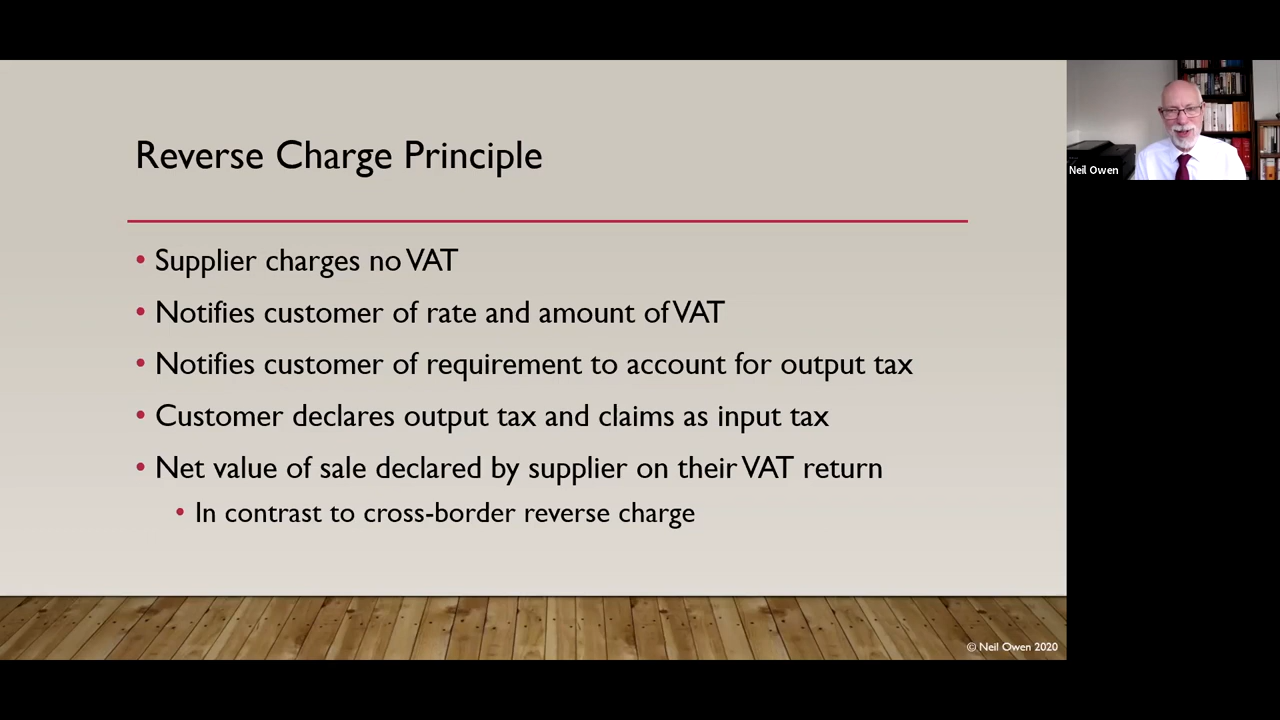 Reverse Charge Principle
• Supplier charges no VAT
• Notifies customer of rate and amount of VAT
• Notifies customer of requirement to account for output tax
• Customer declares output tax and claims as input tax
• Net value of sale declared by supplier on their VAT return
• In contrast to cross-border reverse charge
© Neil Owen 2020
Neil Owen